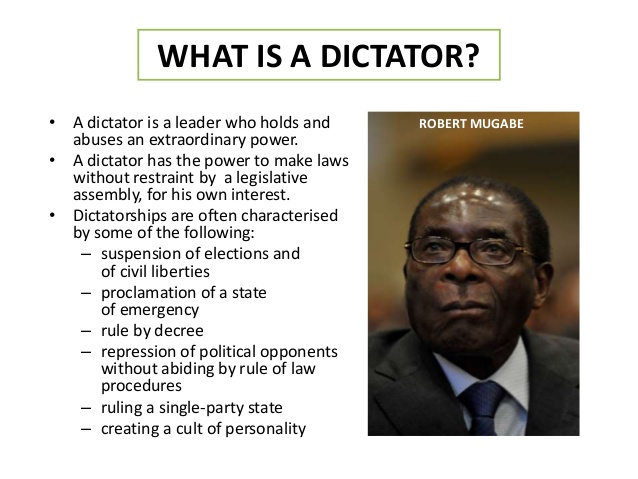 WHAT IS A DICTATOR?
• A dictator is a leader who holds and
abuses an extraordinary power.
• A dictator has the power to make laws
without restraint by a legislative
assembly, for his own interest.
• Dictatorships are often characterised
by some of the following:
– suspension of elections and
of civil liberties
– proclamation of a state
of emergency
– rule by decree
– repression of political opponents
without abiding by rule of law
procedures
– ruling a single-party state
– creating a cult of personality
ROBERT MUGABE